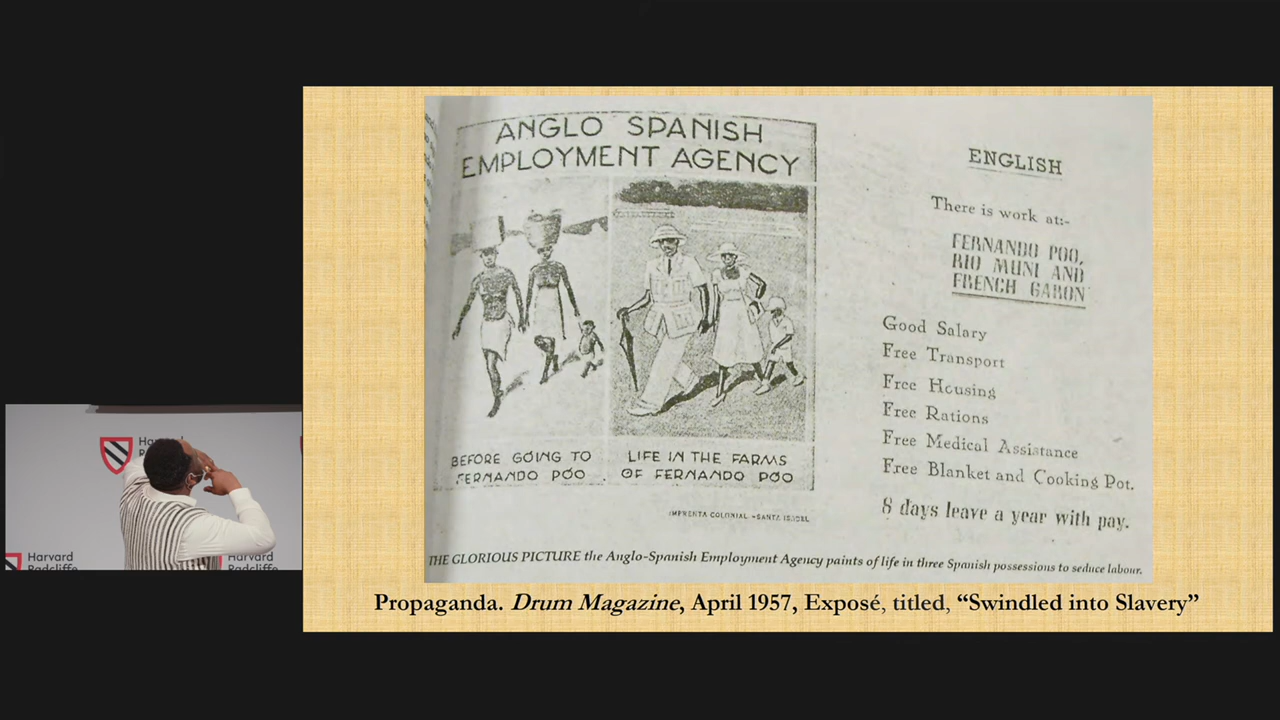 ANGLO SPANISH
EMPLOYMENT AGENCY
BEFORE GOING TO
FERNANDO PÓO
LIFE IN THE FARMS
OF FERNANDO PÓO
IMPRENTA COLONIAL - SANTA ISABEL
ENGLISH
There is work at:-
FERNANDO POO,
RIO MUNI AND
FRENCH GABON
Good Salary
Free Transport
Free Housing
Free Rations
Free Medical Assistance
Free Blanket and Cooking Pot.
8 days leave a year with pay.
THE GLORIOUS PICTURE the Anglo-Spanish Employment Agency paints of life in three Spanish possessions to seduce labour.
Propaganda. Drum Magazine, April 1957, Exposé, titled, “Swindled into Slavery”
Harvard
Radcliffe
Harvard
Radcliffe